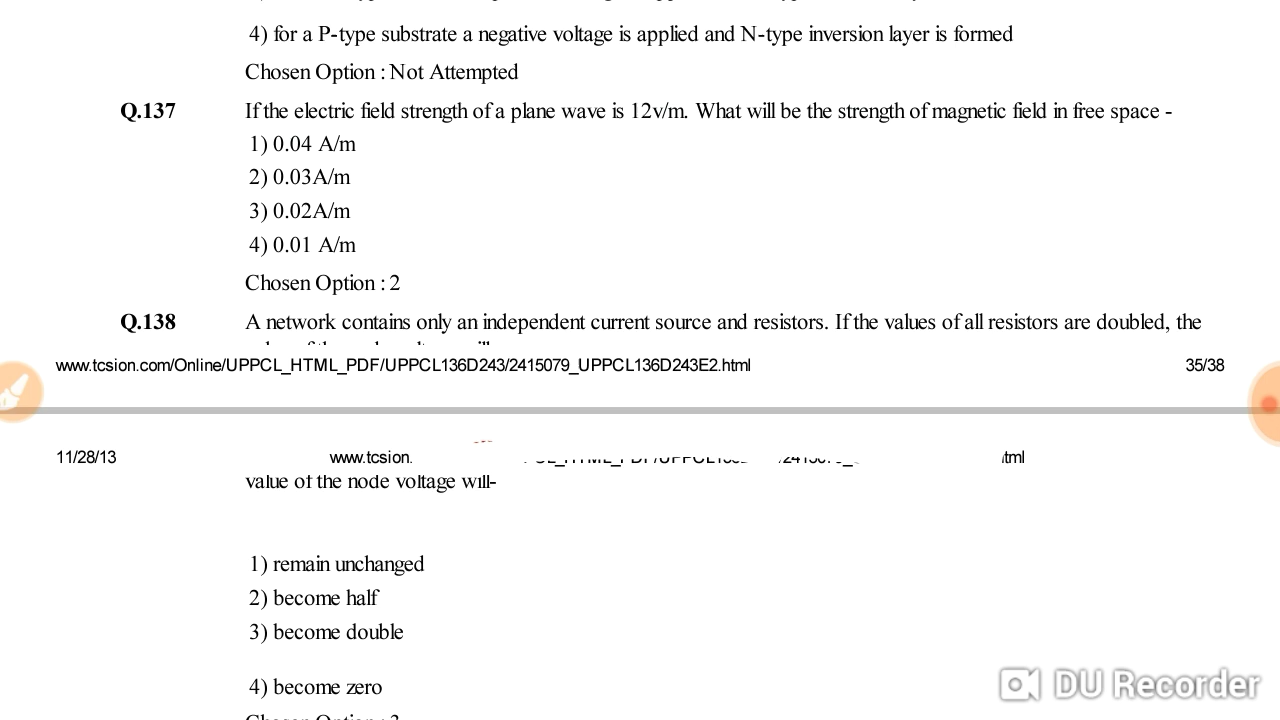 4) for a P-type substrate a negative voltage is applied and N-type inversion layer is formed
Chosen Option : Not Attempted
Q.137 If the electric field strength of a plane wave is 12v/m. What will be the strength of magnetic field in free space -
1) 0.04 A/m
2) 0.03A/m
3) 0.02A/m
4) 0.01 A/m
Chosen Option : 2
Q.138 A network contains only an independent current source and resistors. If the values of all resistors are doubled, the
www.tcsion.com/Online/UPPCL_HTML_PDF/UPPCL136D243/2415079_UPPCL136D243E2.html 35/38
11/28/13 www.tcsion.
value of the node voltage will-
1) remain unchanged
2) become half
3) become double
4) become zero
Chosen Option : 3
DU Recorder